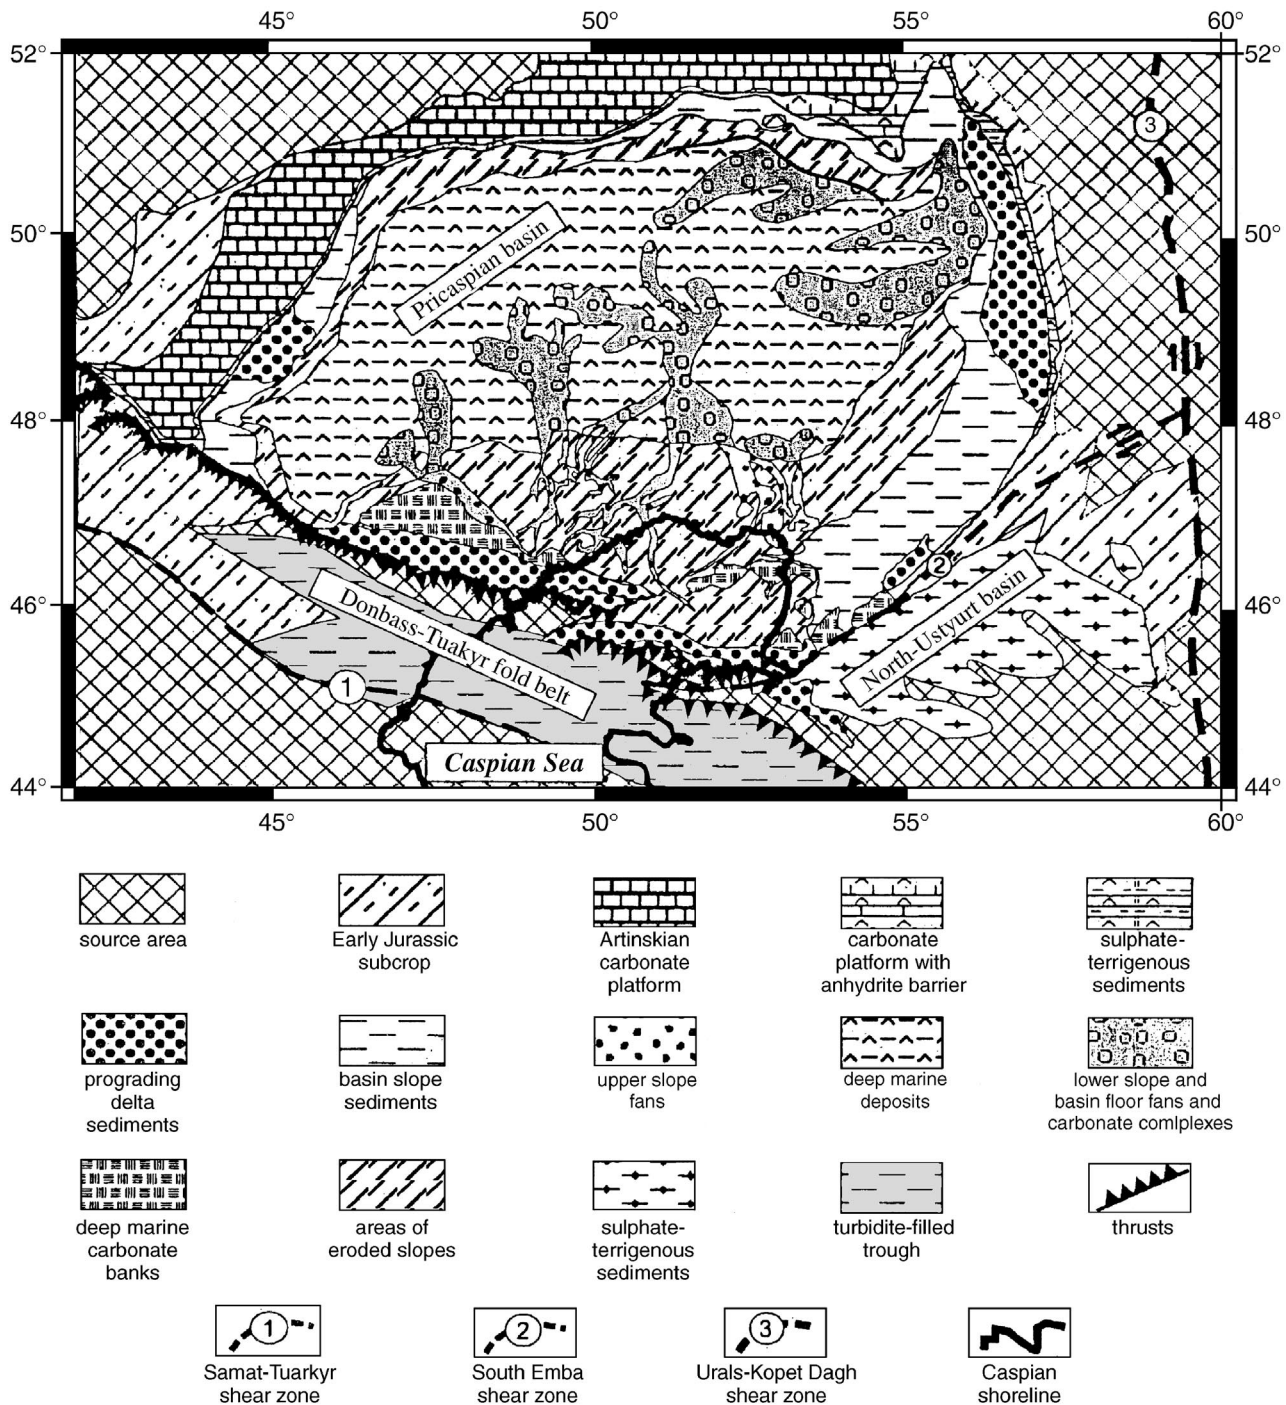 45° 50° 55° 60°
52° 52°
3
50° 50°
Pricaspian basin
48° 48°
2
46° 46°
Donbass-Tuakyr fold belt
North-Ustyurt basin
1
Caspian Sea
44° 44°
45° 50° 55° 60°
source area
Early Jurassic
subcrop
Artinskian
carbonate
platform
carbonate
platform with
anhydrite barrier
sulphate-
terrigenous
sediments
prograding
delta
sediments
basin slope
sediments
upper slope
fans
deep marine
deposits
lower slope and
basin floor fans and
carbonate comlplexes
deep marine
carbonate
banks
areas of
eroded slopes
sulphate-
terrigenous
sediments
turbidite-filled
trough
thrusts
1
Samat-Tuarkyr
shear zone
2
South Emba
shear zone
3
Urals-Kopet Dagh
shear zone
Caspian
shoreline